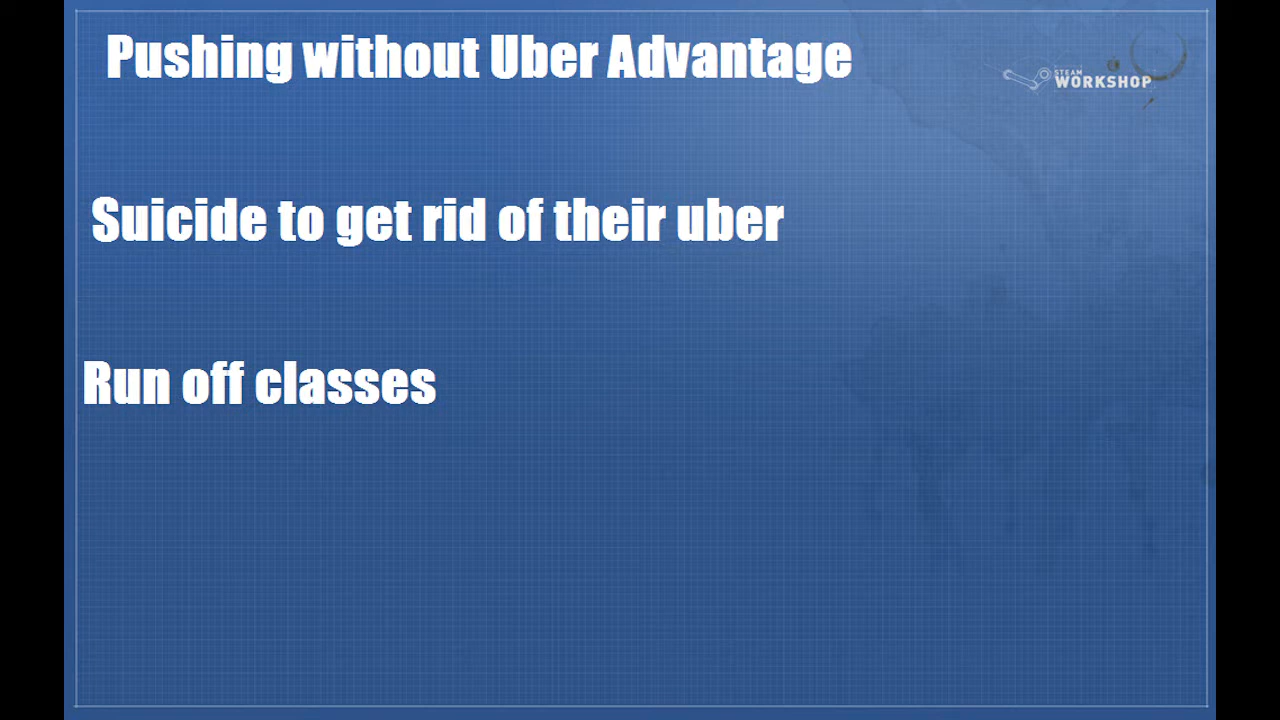 Pushing without Uber Advantage
STEAM
WORKSHOP
Suicide to get rid of their uber
Run off classes